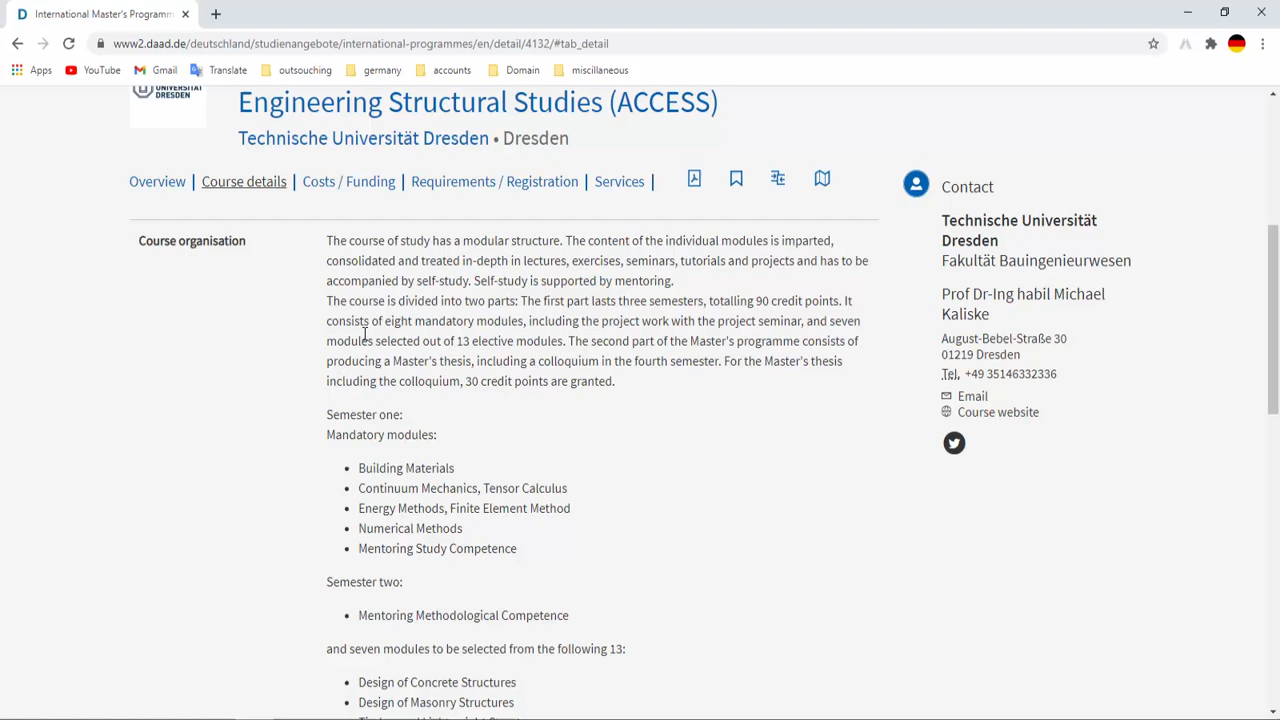 International Master's Programm
www2.daad.de/deutschland/studienangebote/international-programmes/en/detail/4132/#tab_detail
Apps YouTube Gmail Translate outsouching germany accounts Domain miscellaneous
UNIVERSITÄT
DRESDEN
Engineering Structural Studies (ACCESS)
Technische Universität Dresden • Dresden
Overview | Course details | Costs / Funding | Requirements / Registration | Services |
Course organisation
The course of study has a modular structure. The content of the individual modules is imparted,
consolidated and treated in-depth in lectures, exercises, seminars, tutorials and projects and has to be
accompanied by self-study. Self-study is supported by mentoring.
The course is divided into two parts: The first part lasts three semesters, totalling 90 credit points. It
consists of eight mandatory modules, including the project work with the project seminar, and seven
modules selected out of 13 elective modules. The second part of the Master's programme consists of
producing a Master's thesis, including a colloquium in the fourth semester. For the Master's thesis
including the colloquium, 30 credit points are granted.
Semester one:
Mandatory modules:
• Building Materials
• Continuum Mechanics, Tensor Calculus
• Energy Methods, Finite Element Method
• Numerical Methods
• Mentoring Study Competence
Semester two:
• Mentoring Methodological Competence
and seven modules to be selected from the following 13:
• Design of Concrete Structures
• Design of Masonry Structures
Contact
Technische Universität
Dresden
Fakultät Bauingenieurwesen
Prof Dr-Ing habil Michael
Kaliske
August-Bebel-Straße 30
01219 Dresden
Tel. +49 35146332336
Email
Course website